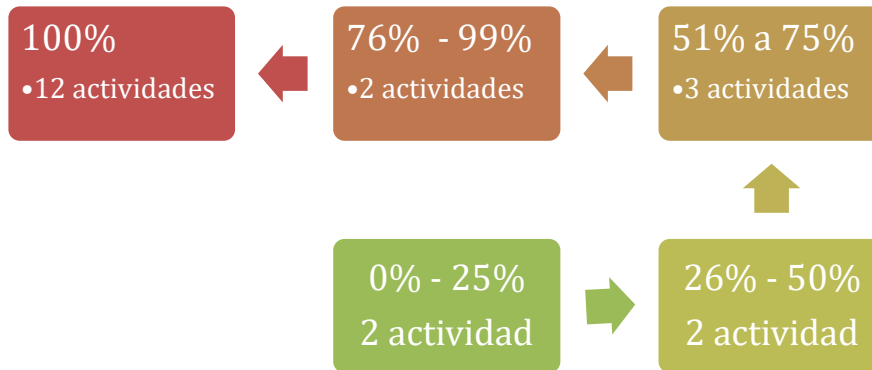 100%
•12 actividades
76%  - 99%
•2 actividades
51% a 75%
•3 actividades
0% - 25%
2 actividad
26% - 50%
2 actividad